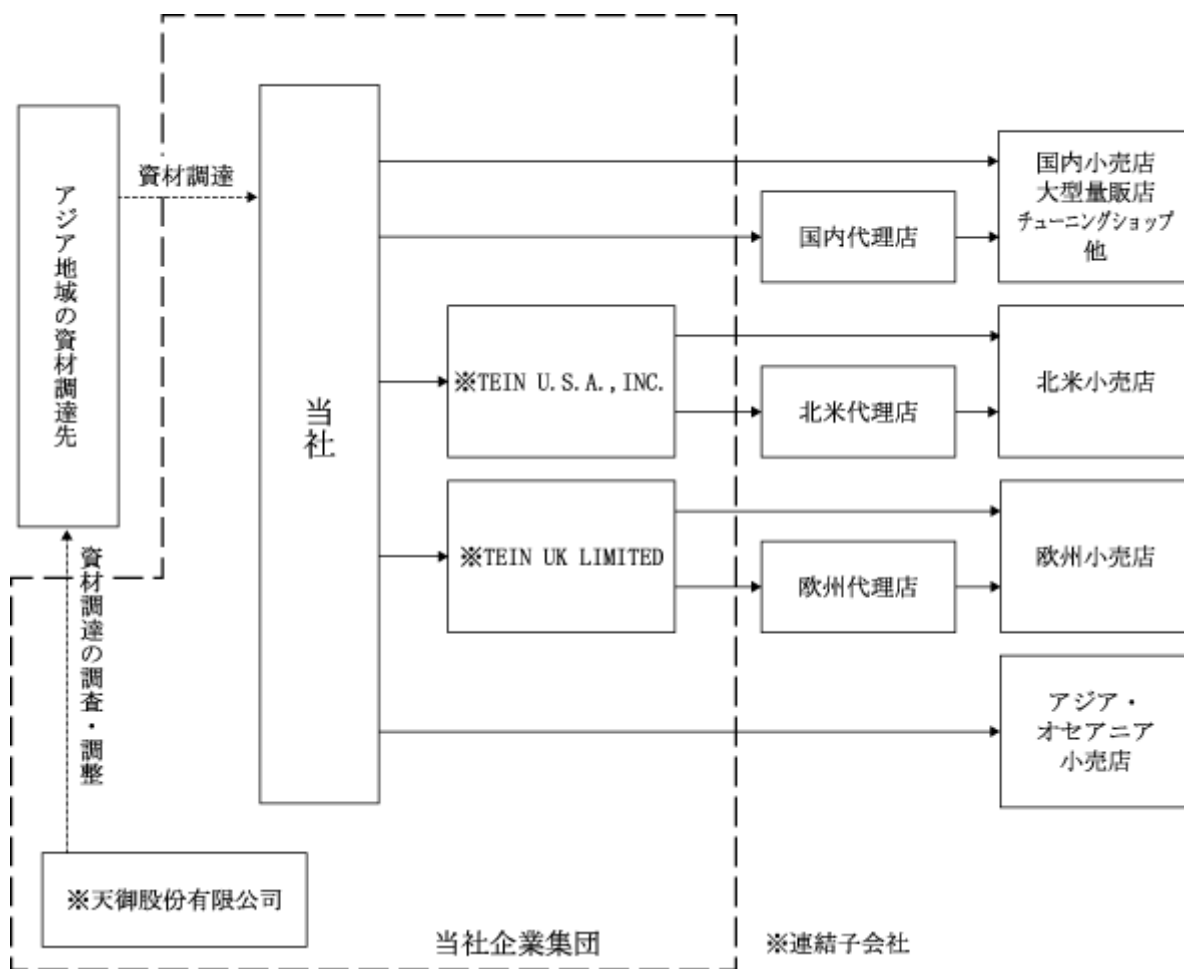 アジア地域の資材調達先
資材調達
当社
国内小売店
大型量販店
チューニングショップ
他
国内代理店
※TEIN U.S.A.,INC.
北米代理店
北米小売店
※TEIN UK LIMITED
欧州代理店
欧州小売店
資材調達の調査・調整
アジア・
オセアニア
小売店
※天御股份有限公司
当社企業集団
※連結子会社